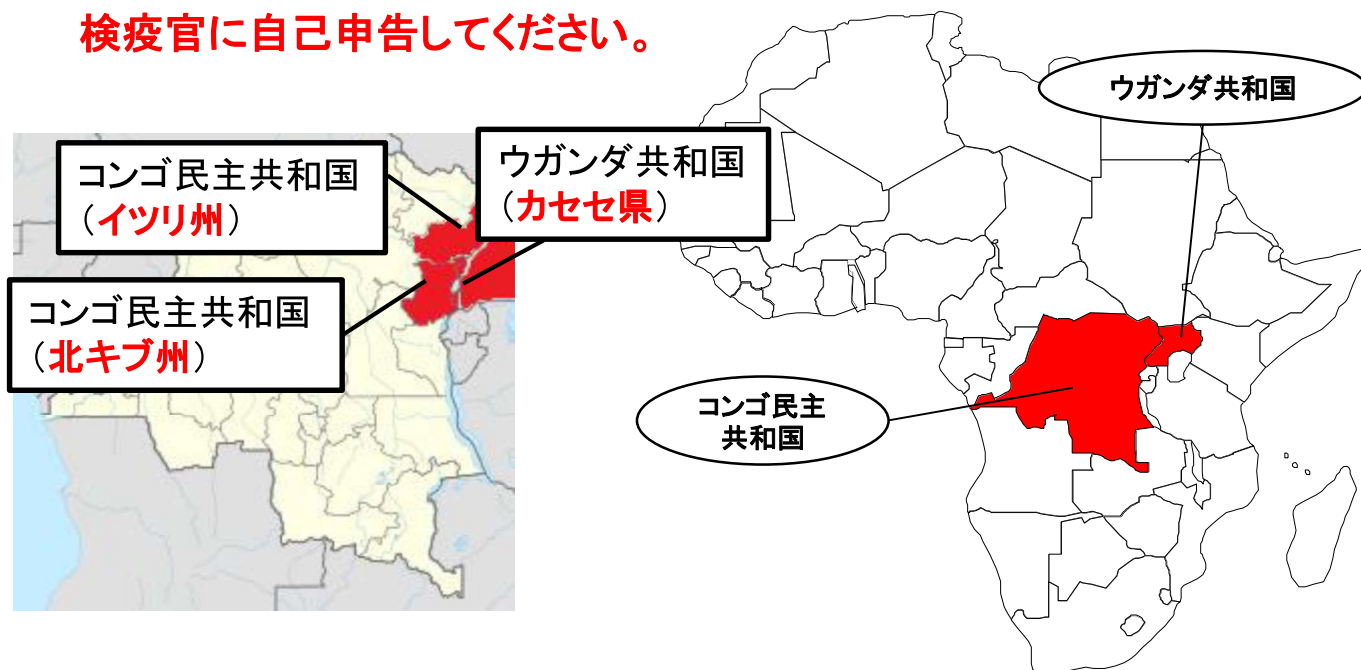 検疫官に自己申告してください。
ウガンダ共和国
コンゴ民主共和国
（イツリ州）
ウガンダ共和国
（カセセ県）
コンゴ民主共和国
（北キブ州）
コンゴ民主
共和国